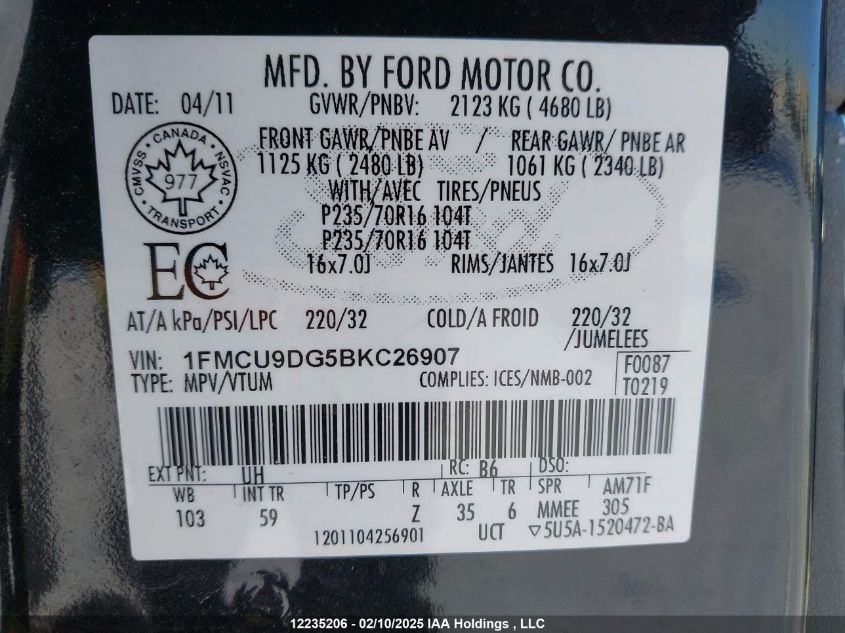 MFD. BY FORD MOTOR CO.
DATE: 04/11 GVWR/PNBV: 2123 KG ( 4680 LB)
FRONT GAWR/PNBE AV / REAR GAWR/ PNBE AR
1125 KG ( 2480 LB) 1061 KG ( 2340 LB)
WITH/AVEC TIRES/PNEUS
P235/70R16 104T
P235/70R16 104T
16x7.0J RIMS/JANTES 16x7.0J
CANADA
CMVSS 977 NSVAC
TRANSPORT
EC
AT/A kPa/PSI/LPC 220/32 COLD/A FROID 220/32
/JUMELEES
VIN: 1FMCU9DG5BKC26907 F0087
TYPE: MPV/VTUM COMPLIES: ICES/NMB-002 T0219
EXT PNT: UH RC: B6 DSO:
WB INT TR TP/PS R AXLE TR SPR AM71F
103 59 Z 35 6 MMEE 305
1201104256901 UCT ▽5U5A-1520472-BA
12235206 - 02/10/2025 IAA Holdings , LLC